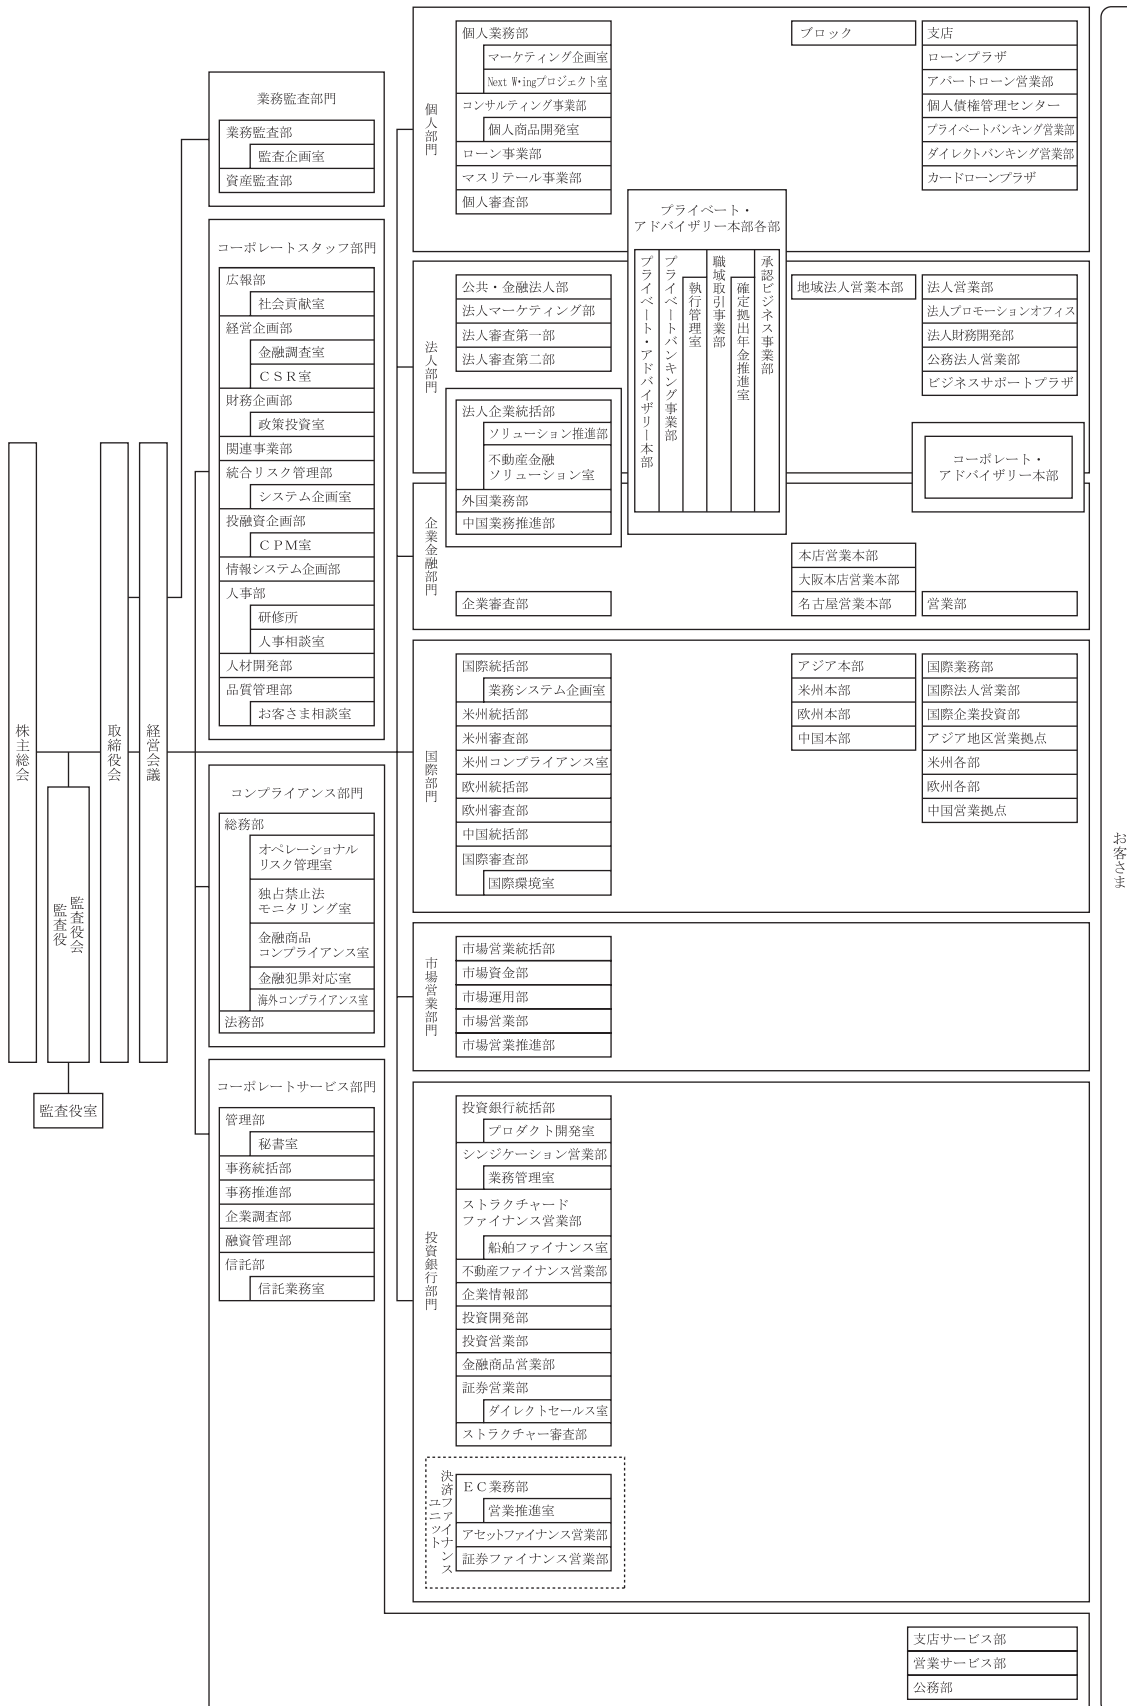 株主総会
監査役会
監査役
監査役室
取締役会
経営会議
業務監査部門
業務監査部
監査企画室
資産監査部
コーポレートスタッフ部門
広報部
社会貢献室
経営企画部
金融調査室
ＣＳＲ室
財務企画部
政策投資室
関連事業部
統合リスク管理部
システム企画室
投融資企画部
ＣＰＭ室
情報システム企画部
人事部
研修所
人事相談室
人材開発部
品質管理部
お客さま相談室
コンプライアンス部門
総務部
オペレーショナル
リスク管理室
独占禁止法
モニタリング室
金融商品
コンプライアンス室
金融犯罪対応室
海外コンプライアンス室
法務部
コーポレートサービス部門
管理部
秘書室
事務統括部
事務推進部
企業調査部
融資管理部
信託部
信託業務室
個人部門
個人業務部
マーケティング企画室
Next W・ingプロジェクト室
コンサルティング事業部
個人商品開発室
ローン事業部
マスリテール事業部
個人審査部
ブロック
支店
ローンプラザ
アパートローン営業部
個人債権管理センター
プライベートバンキング営業部
ダイレクトバンキング営業部
カードローンプラザ
プライベート・
アドバイザリー本部各部
プライベート・アドバイザリー本部
プライベートバンキング事業部
執行管理室
職域取引事業部
確定拠出年金推進室
承認ビジネス事業部
法人部門
公共・金融法人部
法人マーケティング部
法人審査第一部
法人審査第二部
地域法人営業本部
法人営業部
法人プロモーションオフィス
法人財務開発部
公務法人営業部
ビジネスサポートプラザ
法人企業統括部
ソリューション推進部
不動産金融
ソリューション室
外国業務部
中国業務推進部
コーポレート・
アドバイザリー本部
企業金融部門
企業審査部
本店営業本部
大阪本店営業本部
名古屋営業本部
営業部
国際部門
国際統括部
業務システム企画室
米州統括部
米州審査部
米州コンプライアンス室
欧州統括部
欧州審査部
中国統括部
国際審査部
国際環境室
アジア本部
米州本部
欧州本部
中国本部
国際業務部
国際法人営業部
国際企業投資部
アジア地区営業拠点
米州各部
欧州各部
中国営業拠点
市場営業部門
市場営業統括部
市場資金部
市場運用部
市場営業部
市場営業推進部
投資銀行部門
投資銀行統括部
プロダクト開発室
シンジケーション営業部
業務管理室
ストラクチャード
ファイナンス営業部
船舶ファイナンス室
不動産ファイナンス営業部
企業情報部
投資開発部
投資営業部
金融商品営業部
証券営業部
ダイレクトセールス室
ストラクチャー審査部
決済ファイナンス
ユニット
ＥＣ業務部
営業推進室
アセットファイナンス営業部
証券ファイナンス営業部
支店サービス部
営業サービス部
公務部
お客さま